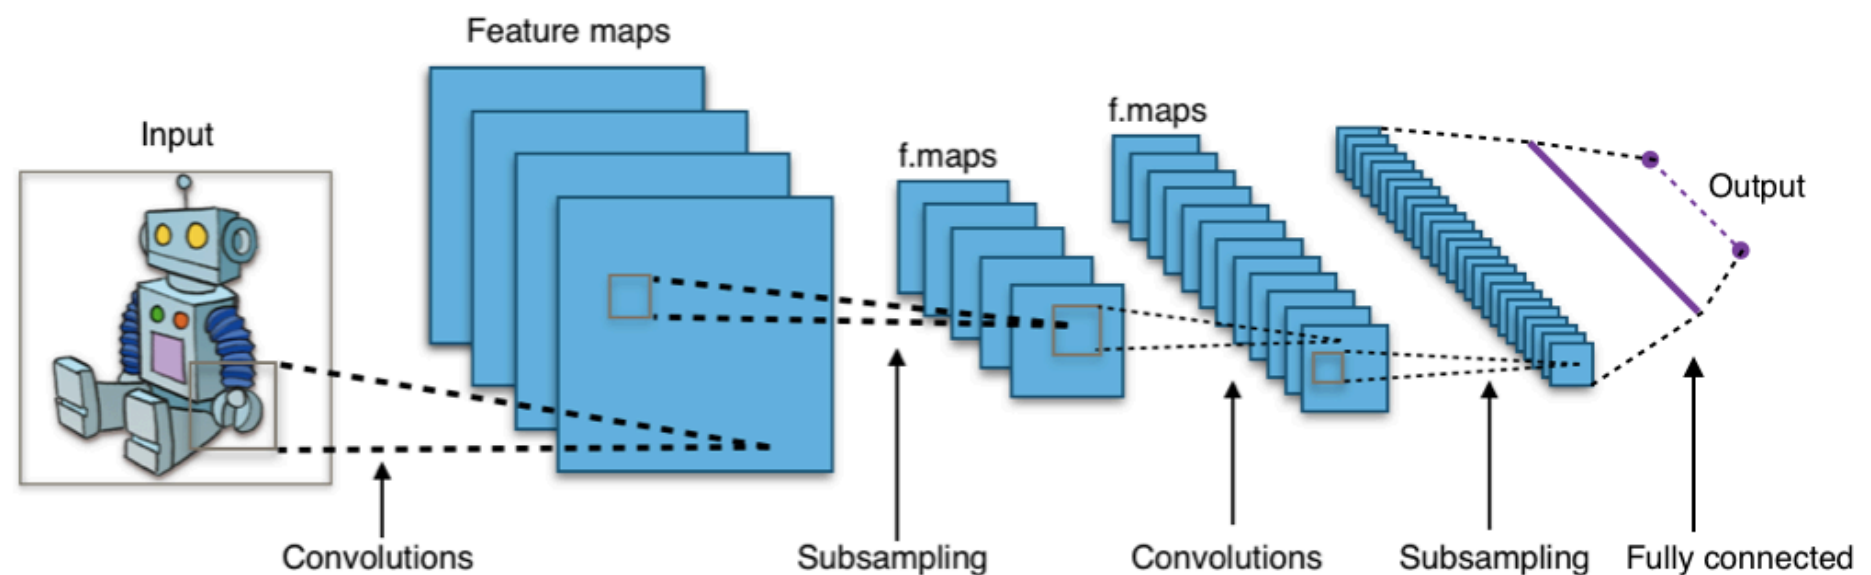 Feature maps
Input
f.maps
f.maps
Output
Convolutions
Subsampling
Convolutions
Subsampling
Fully connected